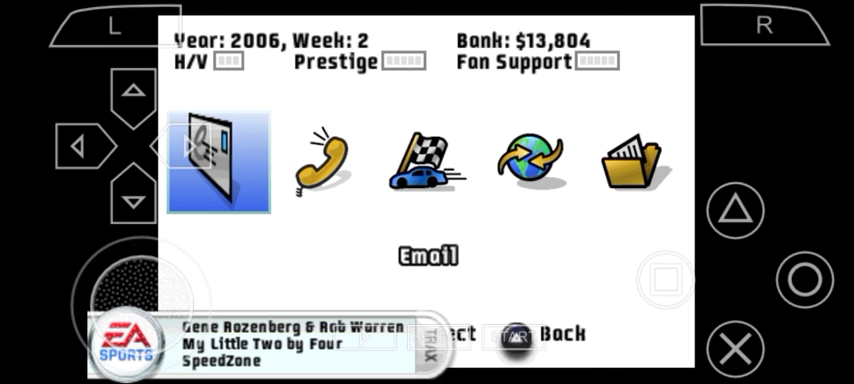 L
R
Year: 2006, Week: 2
Bank: $13,804
H/V
Prestige
Fan Support
Email
Gene Rozenberg & Rob Warren
My Little Two by Four
SpeedZone
EA
SPORTS
TRAX
Back